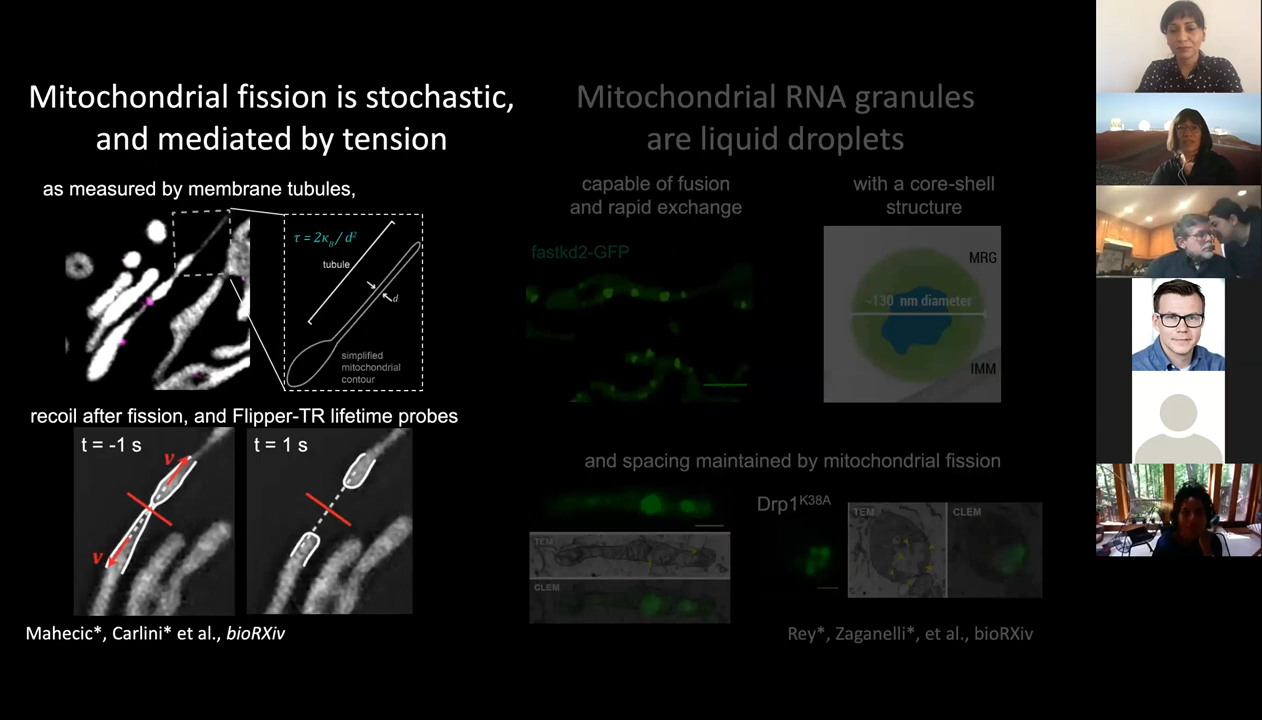 Mitochondrial fission is stochastic,
and mediated by tension
as measured by membrane tubules,
τ = 2κ_B / d²
tubule
d
simplified
mitochondrial
contour
recoil after fission, and Flipper-TR lifetime probes
t = -1 s
v
v
t = 1 s
Mahecic*, Carlini* et al., bioRXiv
Mitochondrial RNA granules
are liquid droplets
capable of fusion
and rapid exchange
with a core-shell
structure
fastkd2-GFP
MRG
~130 nm diameter
IMM
and spacing maintained by mitochondrial fission
TEM
CLEM
Drp1K38A
TEM
CLEM
Rey*, Zaganelli*, et al., bioRXiv